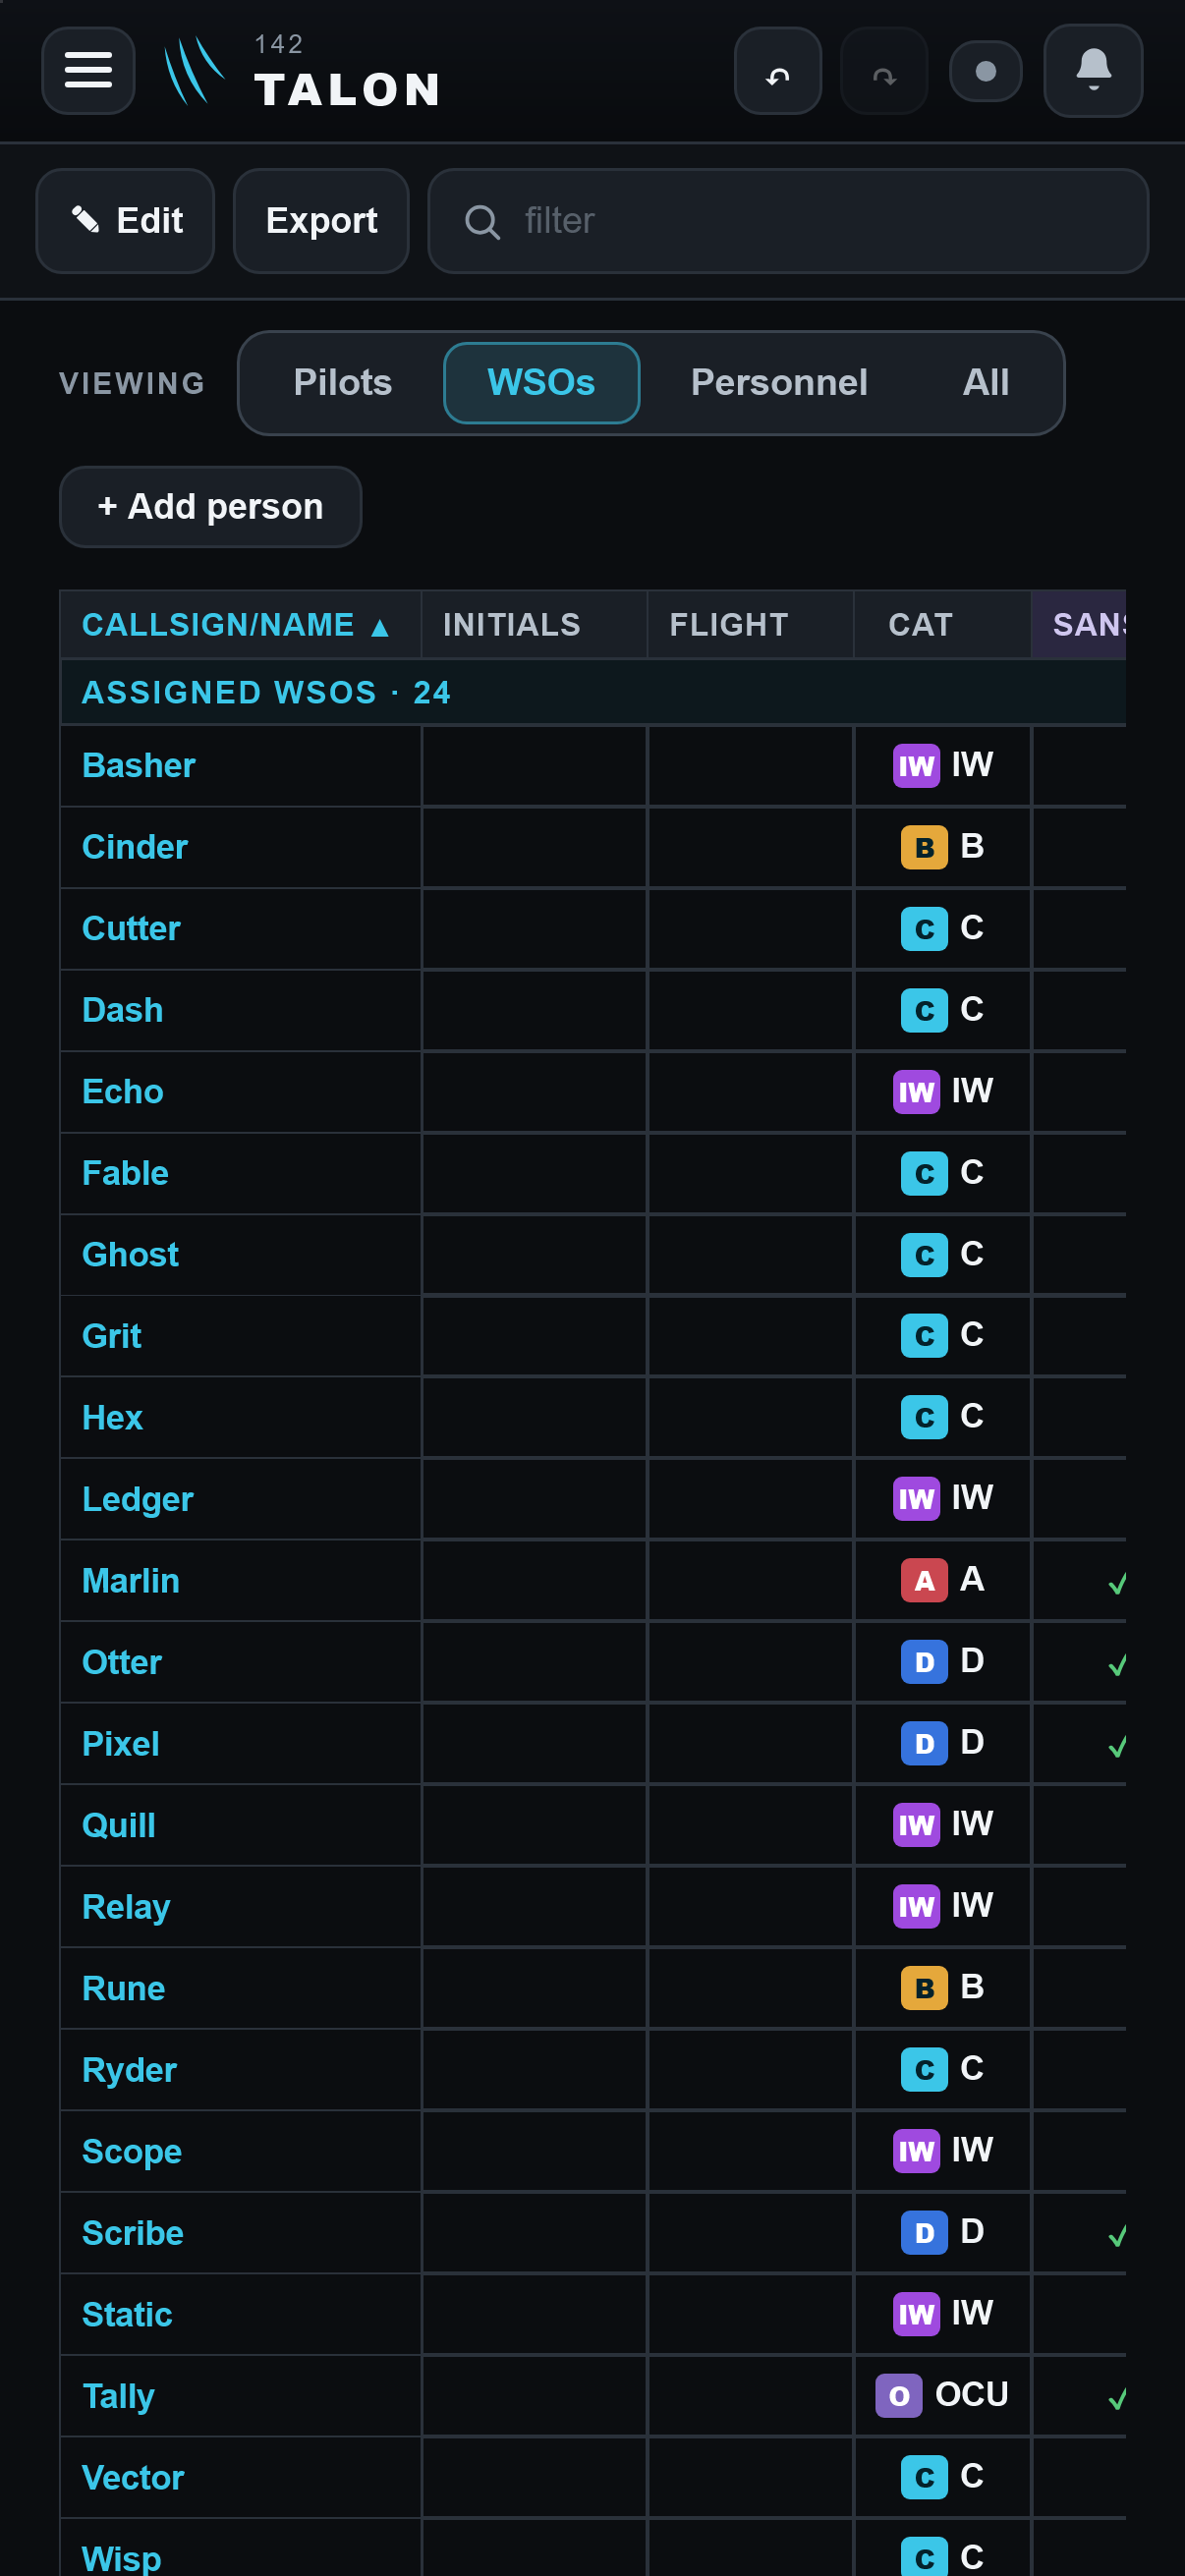 142
TALON
Edit
Export
filter
VIEWING
Pilots
WSOs
Personnel
All
+ Add person
CALLSIGN/NAME ▲ INITIALS FLIGHT CAT SANS
ASSIGNED WSOS · 24
Basher IW IW
Cinder B B
Cutter C C
Dash C C
Echo IW IW
Fable C C
Ghost C C
Grit C C
Hex C C
Ledger IW IW
Marlin A A ✓
Otter D D ✓
Pixel D D ✓
Quill IW IW
Relay IW IW
Rune B B
Ryder C C
Scope IW IW
Scribe D D ✓
Static IW IW
Tally O OCU ✓
Vector C C
Wisp C C